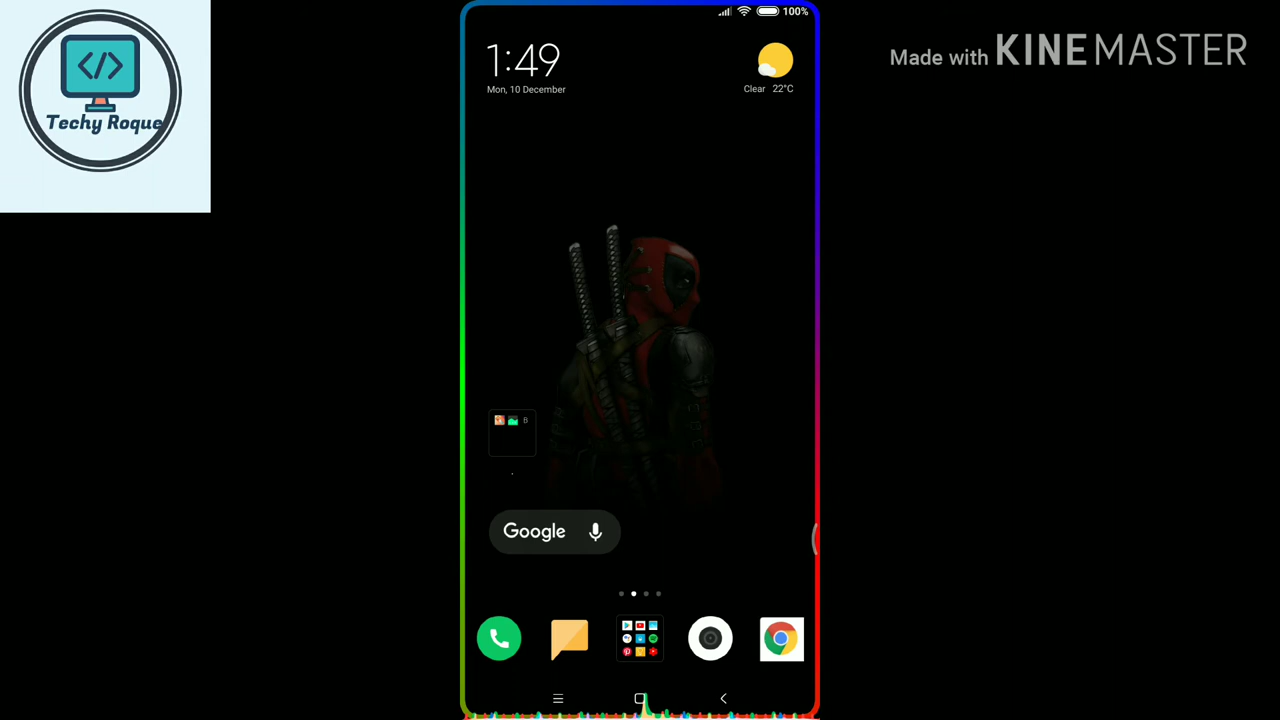 Techy Roque
Made with KINEMASTER
100%
1:49
Mon, 10 December
Clear 22°C
B
Google